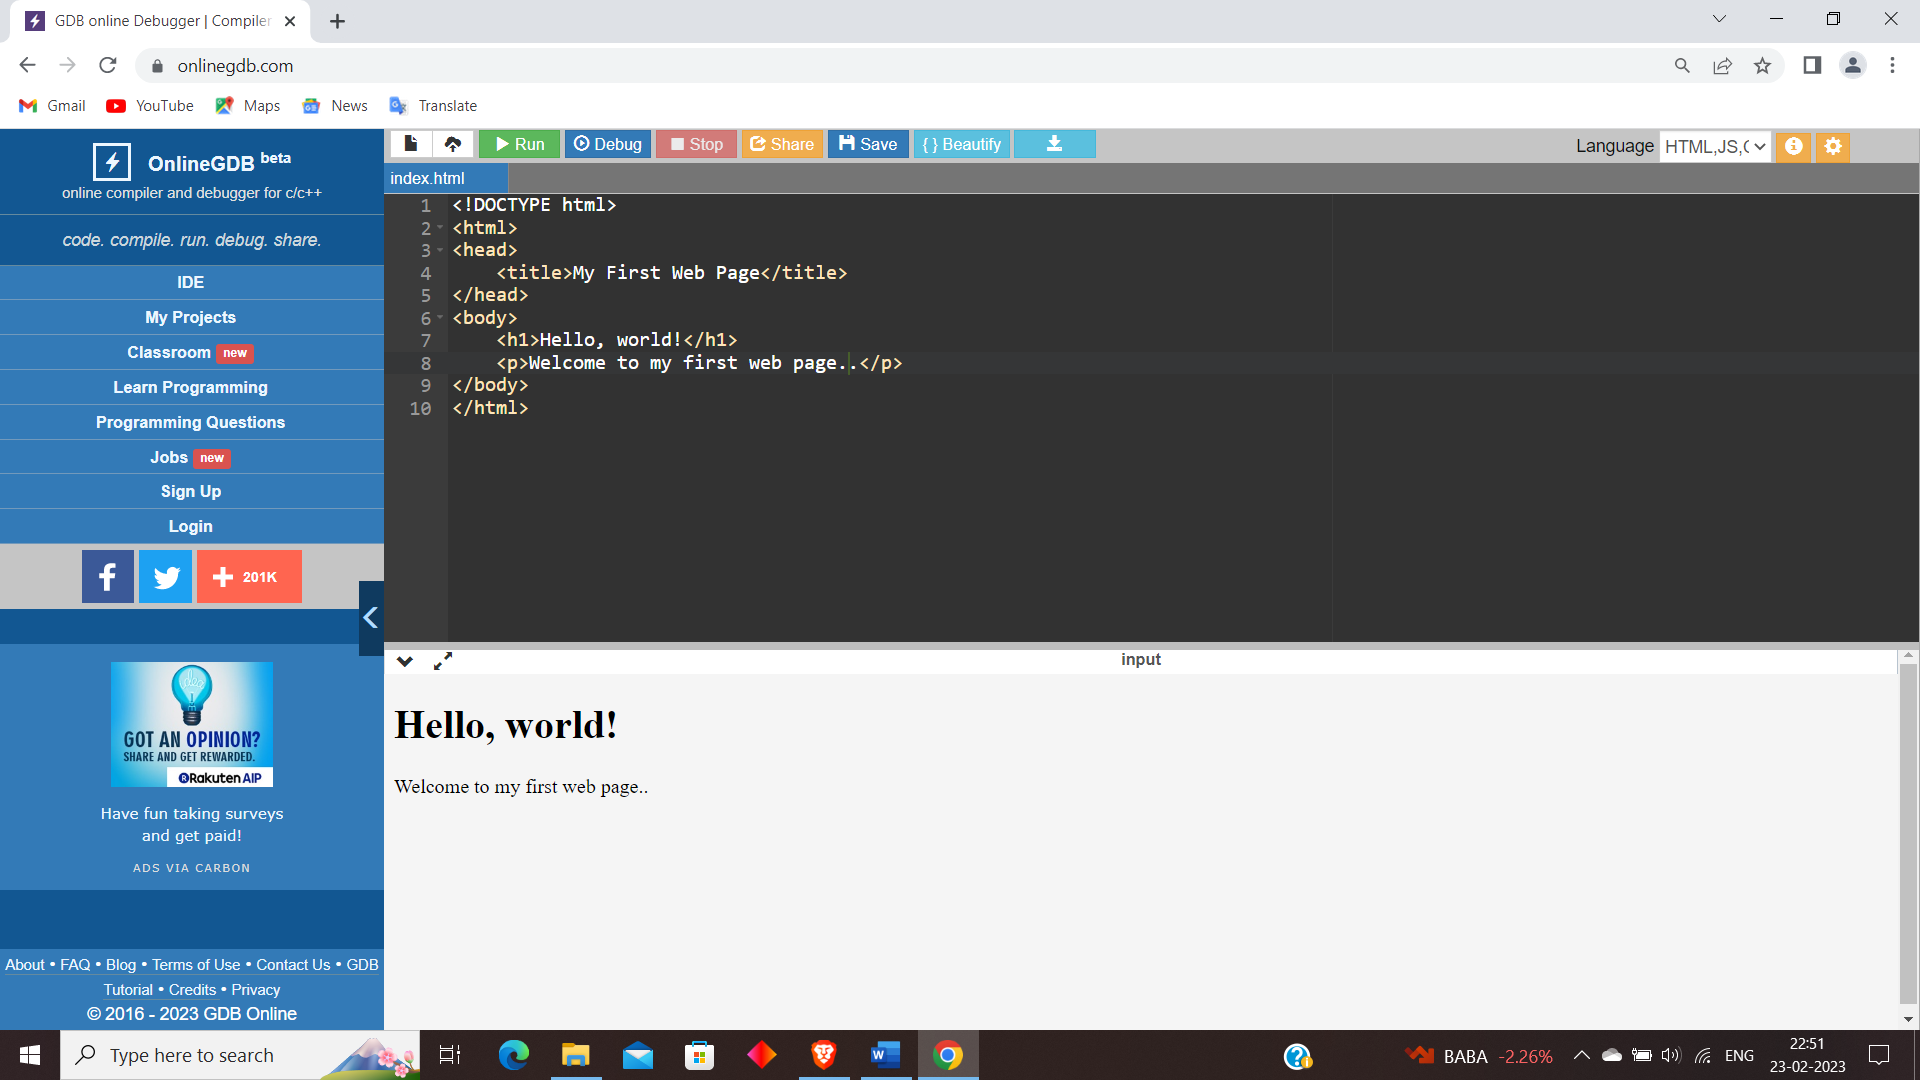 GDB online Debugger | Compiler
onlinegdb.com
Gmail YouTube Maps News Translate
OnlineGDB beta
online compiler and debugger for c/c++
code. compile. run. debug. share.
IDE
My Projects
Classroom new
Learn Programming
Programming Questions
Jobs new
Sign Up
Login
201K
GOT AN OPINION?
SHARE AND GET REWARDED.
Rakuten AIP
Have fun taking surveys
and get paid!
ADS VIA CARBON
About • FAQ • Blog • Terms of Use • Contact Us • GDB
Tutorial • Credits • Privacy
© 2016 - 2023 GDB Online
Run Debug Stop Share Save { } Beautify
Language HTML,JS,C
index.html
1 <!DOCTYPE html>
2 <html>
3 <head>
4 <title>My First Web Page</title>
5 </head>
6 <body>
7 <h1>Hello, world!</h1>
8 <p>Welcome to my first web page..</p>
9 </body>
10 </html>
input
Hello, world!
Welcome to my first web page..
Type here to search
BABA -2.26%
ENG
22:51
23-02-2023